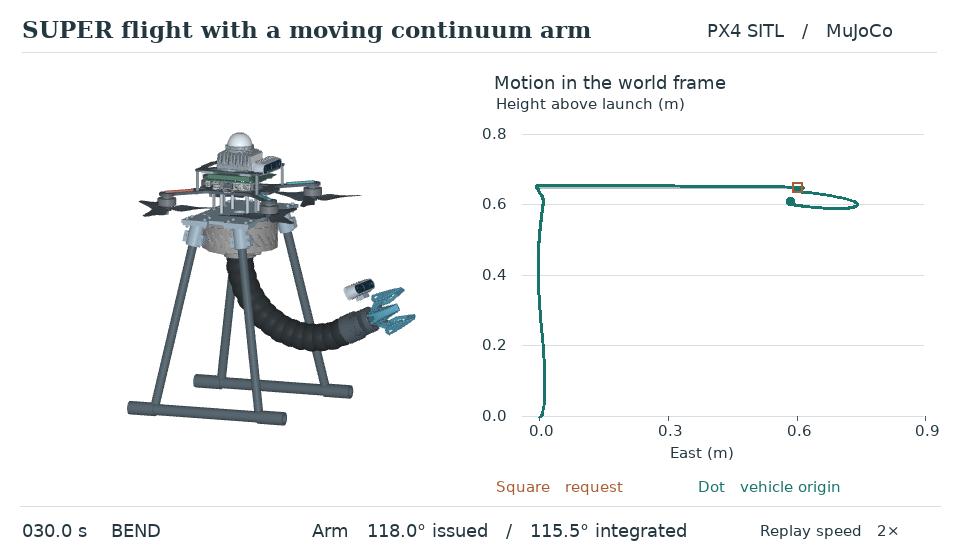 SUPER flight with a moving continuum arm
PX4 SITL / MuJoCo
Motion in the world frame
Height above launch (m)
0.8
0.6
0.4
0.2
0.0
0.0 0.3 0.6 0.9
East (m)
Square request Dot vehicle origin
030.0 s BEND Arm 118.0° issued / 115.5° integrated Replay speed 2×